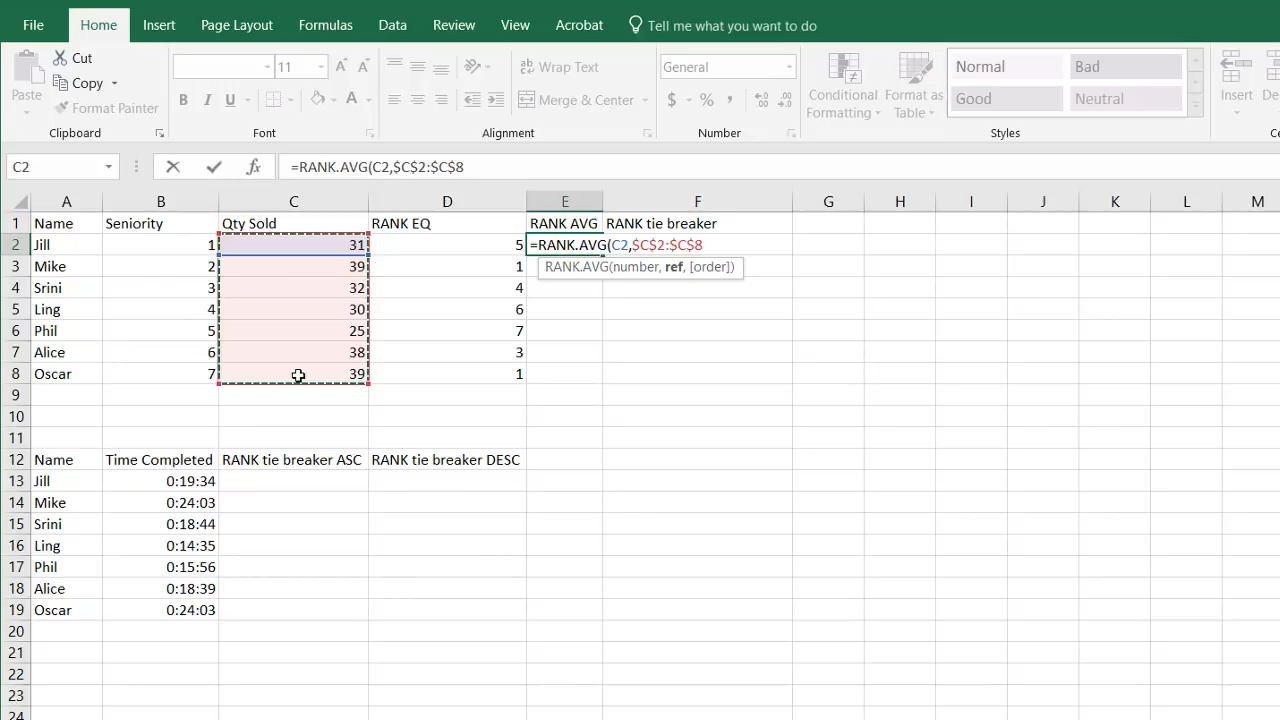 File Home Insert Page Layout Formulas Data Review View Acrobat Tell me what you want to do
Cut
Copy
Format Painter
Paste
11 A A
B I U A
Wrap Text
Merge & Center
General
$ % ,
Conditional Formatting
Format as Table
Normal Bad
Good Neutral
Insert
Clipboard Font Alignment Number Styles
C2 fx =RANK.AVG(C2,$C$2:$C$8
A B C D E F G H I J K L M
1 Name Seniority Qty Sold RANK EQ RANK AVG RANK tie breaker
2 Jill 1 31 5 =RANK.AVG(C2,$C$2:$C$8
3 Mike 2 39 1 RANK.AVG(number, ref, [order])
4 Srini 3 32 4
5 Ling 4 30 6
6 Phil 5 25 7
7 Alice 6 38 3
8 Oscar 7 39 1
9
10
11
12 Name Time Completed RANK tie breaker ASC RANK tie breaker DESC
13 Jill 0:19:34
14 Mike 0:24:03
15 Srini 0:18:44
16 Ling 0:14:35
17 Phil 0:15:56
18 Alice 0:18:39
19 Oscar 0:24:03
20
21
22
23
24